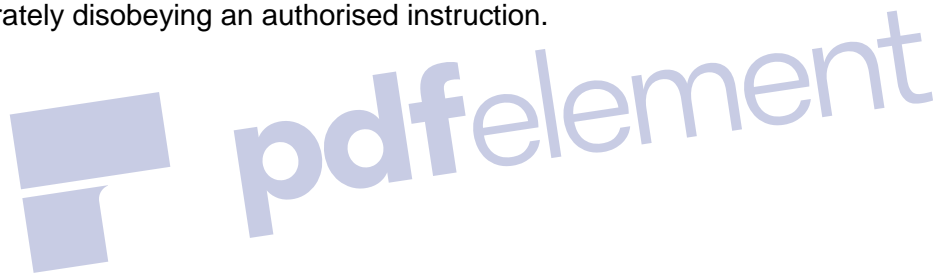 rately disobeying an authorised instruction.
pdfelement